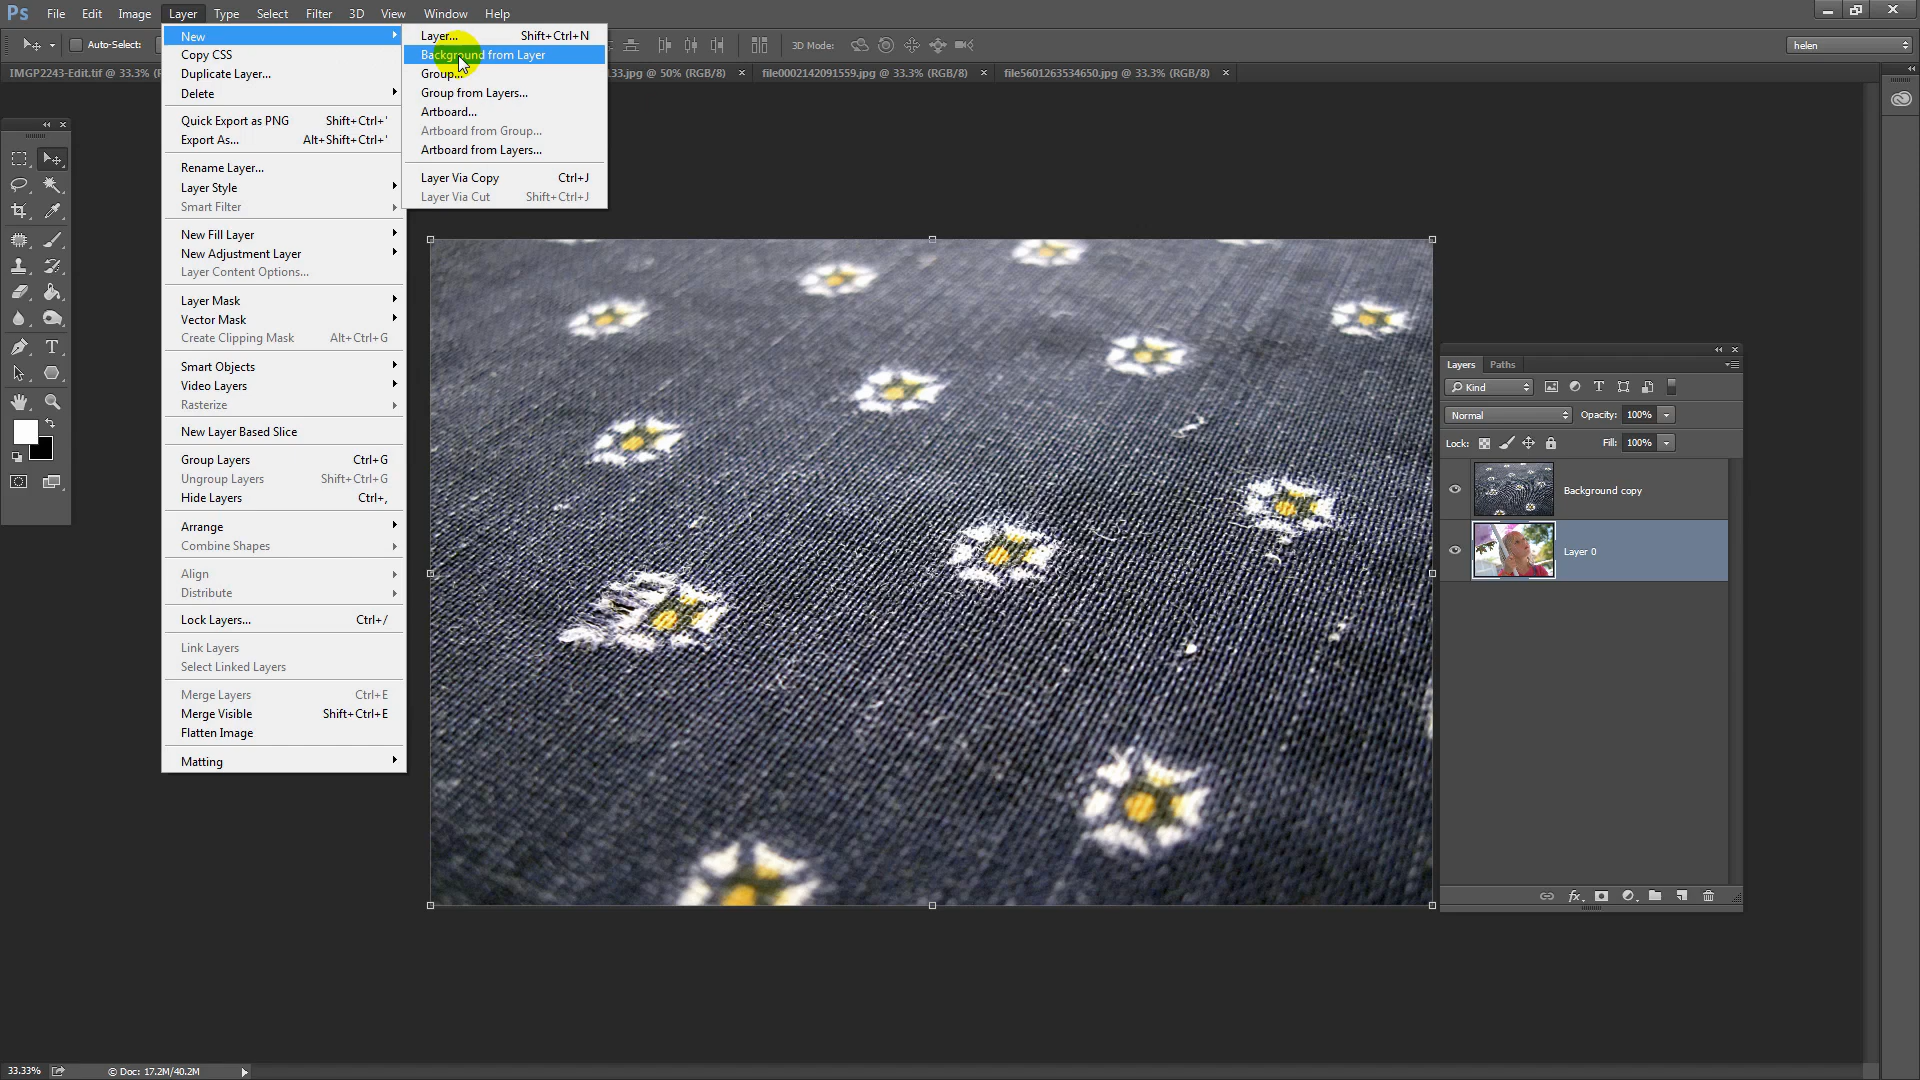 Ps File Edit Image Layer Type Select Filter 3D View Window Help
Auto-Select: 3D Mode: helen
IMGP2243-Edit.tif @ 33.3% 33.jpg @ 50% (RGB/8) × file0002142091559.jpg @ 33.3% (RGB/8) × file5601263534650.jpg @ 33.3% (RGB/8) ×
New
Copy CSS
Duplicate Layer...
Delete
Quick Export as PNG Shift+Ctrl+'
Export As... Alt+Shift+Ctrl+'
Rename Layer...
Layer Style
Smart Filter
New Fill Layer
New Adjustment Layer
Layer Content Options...
Layer Mask
Vector Mask
Create Clipping Mask Alt+Ctrl+G
Smart Objects
Video Layers
Rasterize
New Layer Based Slice
Group Layers Ctrl+G
Ungroup Layers Shift+Ctrl+G
Hide Layers Ctrl+,
Arrange
Combine Shapes
Align
Distribute
Lock Layers... Ctrl+/
Link Layers
Select Linked Layers
Merge Layers Ctrl+E
Merge Visible Shift+Ctrl+E
Flatten Image
Matting
Layer... Shift+Ctrl+N
Background from Layer
Group...
Group from Layers...
Artboard...
Artboard from Group...
Artboard from Layers...
Layer Via Copy Ctrl+J
Layer Via Cut Shift+Ctrl+J
Layers Paths
Kind
Normal Opacity: 100%
Lock: Fill: 100%
Background copy
Layer 0
fx
33.33% © Doc: 17.2M/40.2M